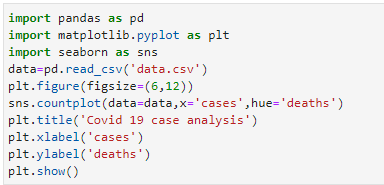 import pandas as pd
import matplotlib.pyplot as plt
import seaborn as sns
data=pd.read_csv('data.csv')
plt.figure(figsize=(6,12))
sns.countplot(data=data,x='cases',hue='deaths')
plt.title('Covid 19 case analysis')
plt.xlabel('cases')
plt.ylabel('deaths')
plt.show()